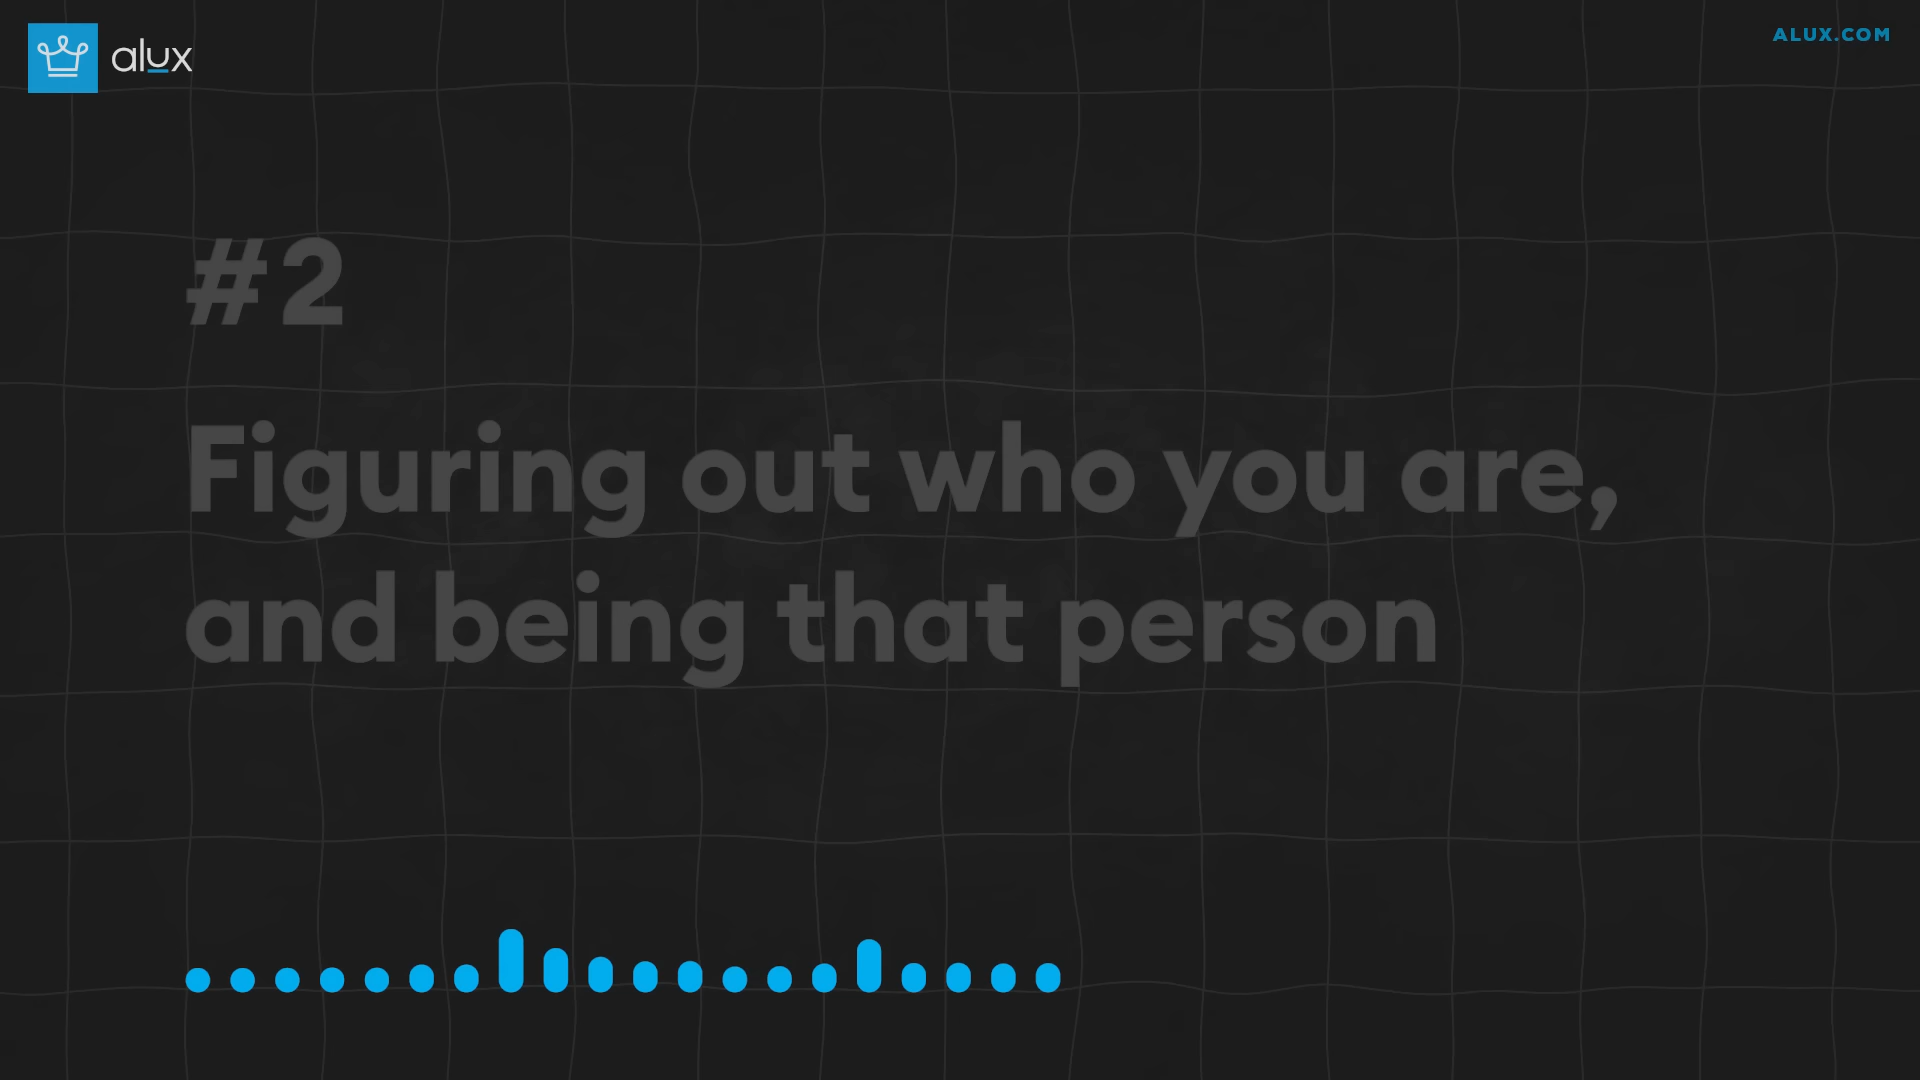 alux
ALUX.COM
#2
Figuring out who you are,
and being that person